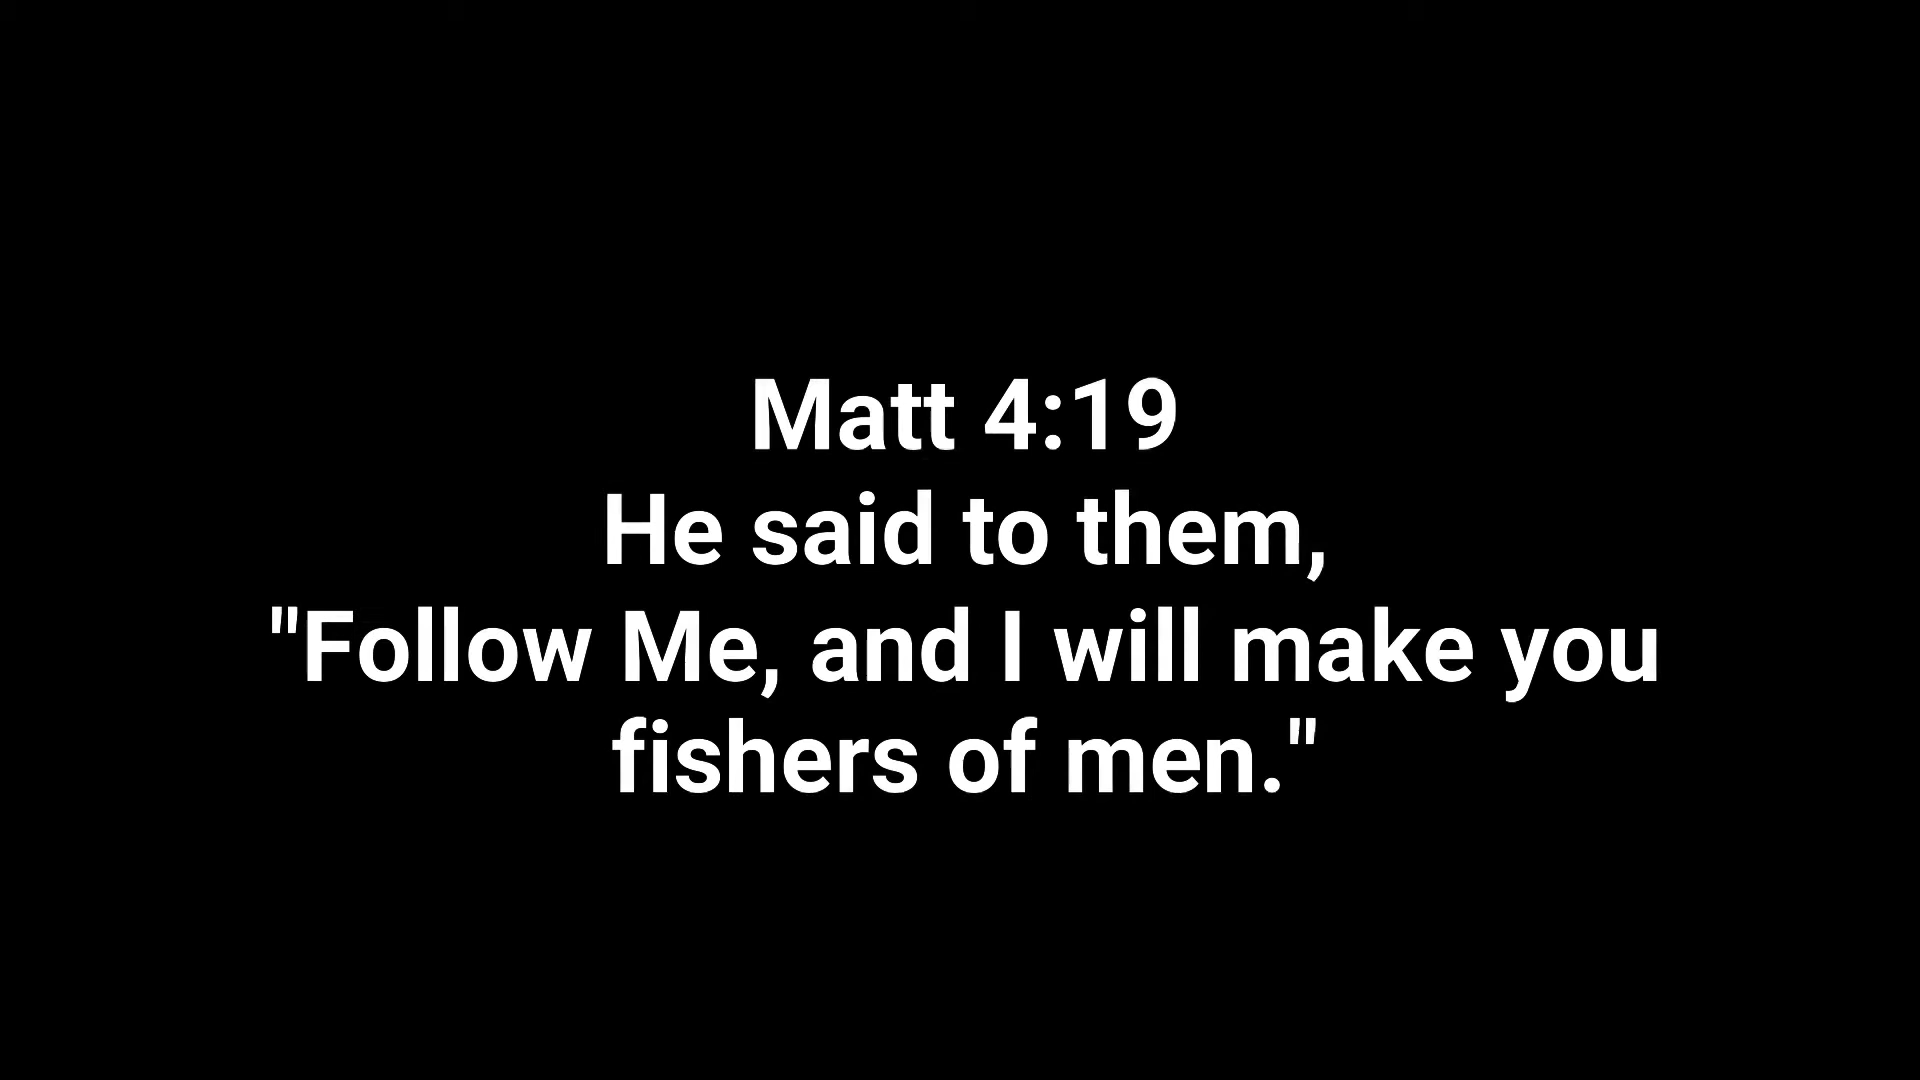 Matt 4:19
He said to them,
"Follow Me, and I will make you
fishers of men."